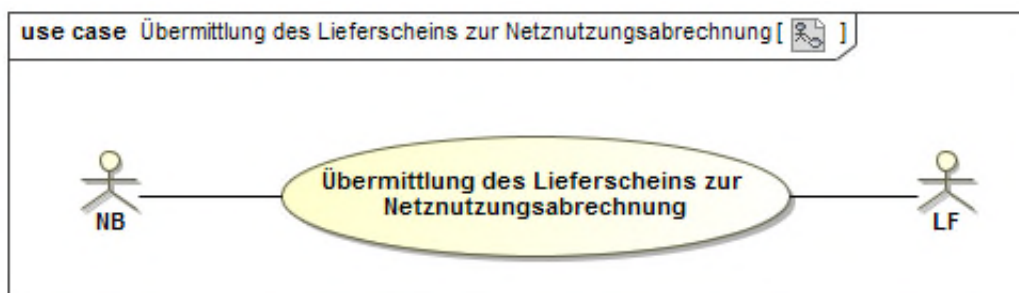 use case Übermittlung des Lieferscheins zur Netznutzungsabrechnung [ ]
Übermittlung des Lieferscheins zur
Netznutzungsabrechnung
NB
LF